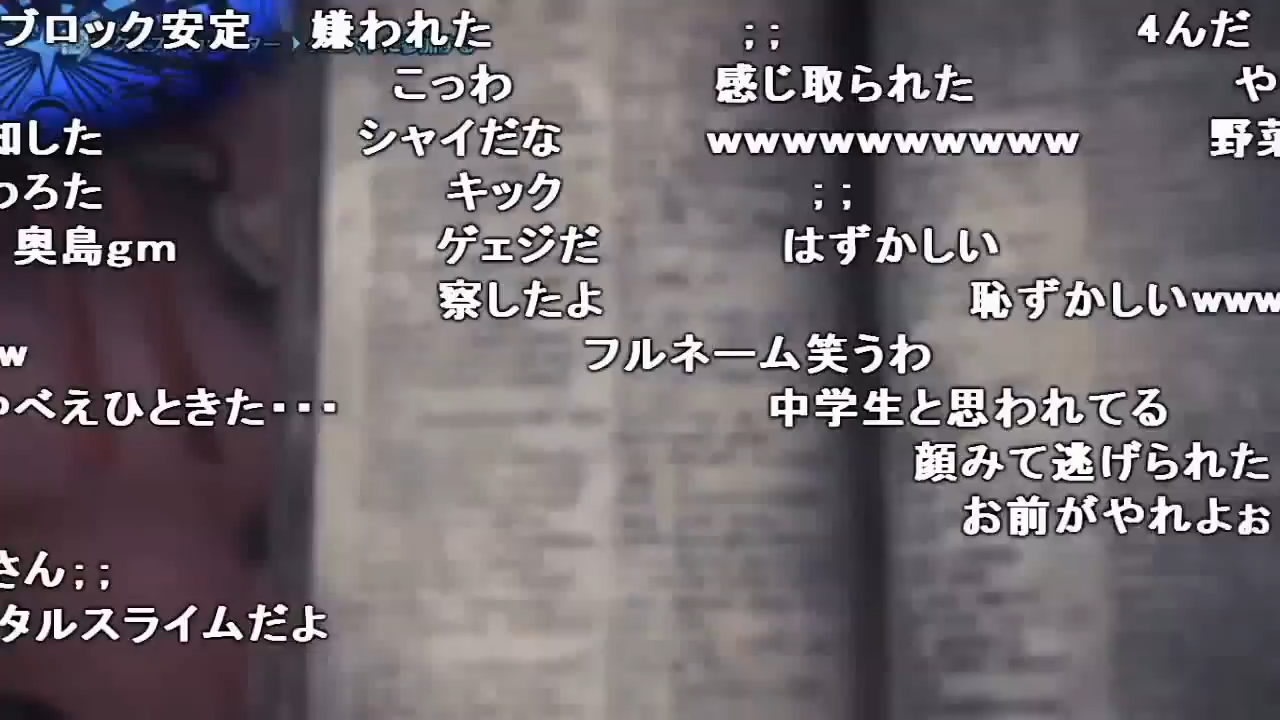 ブロック安定 嫌われた ;; 4んだ
こっわ 感じ取られた や
知した シャイだな wwwwwwwwww 野菜
わろた キック ;;
奥島gm ゲェジだ はずかしい
察したよ 恥ずかしいwww
w フルネーム笑うわ
やべえひときた・・・ 中学生と思われてる
顔みて逃げられた
お前がやれよぉ
さん;;
タルスライムだよ